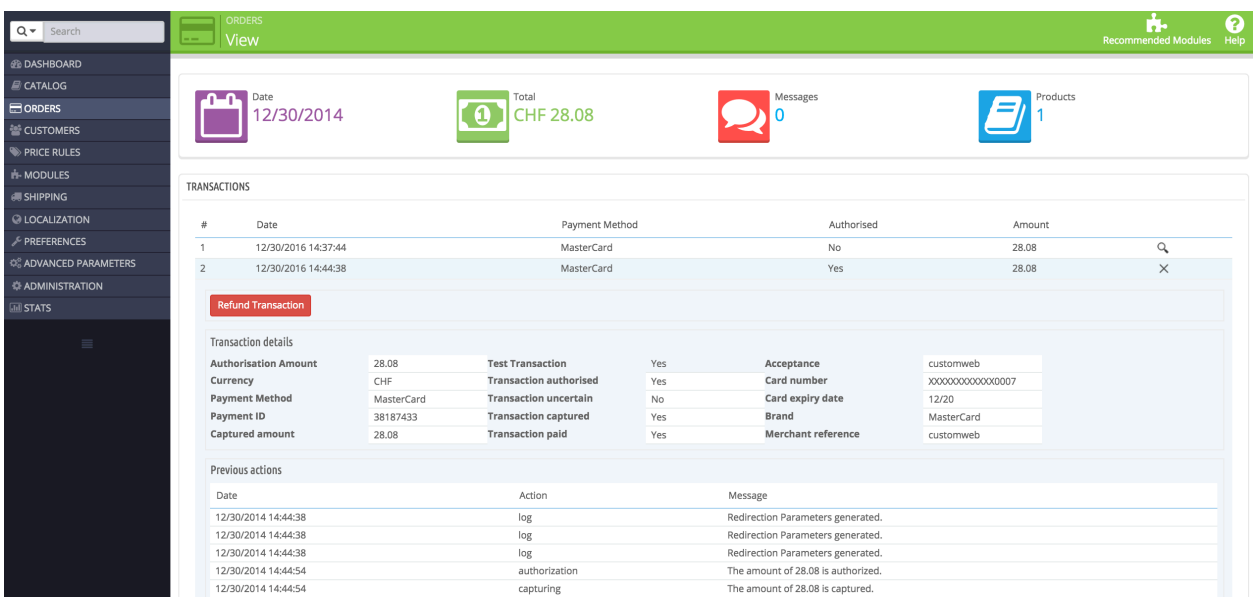 Search
ORDERS
View
Recommended Modules
Help
DASHBOARD
CATALOG
ORDERS
CUSTOMERS
PRICE RULES
MODULES
SHIPPING
LOCALIZATION
PREFERENCES
ADVANCED PARAMETERS
ADMINISTRATION
STATS
Date
12/30/2014
Total
CHF 28.08
Messages
0
Products
1
TRANSACTIONS
# Date Payment Method Authorised Amount
1 12/30/2016 14:37:44 MasterCard No 28.08
2 12/30/2016 14:44:38 MasterCard Yes 28.08
Refund Transaction
Transaction details
Authorisation Amount 28.08 Test Transaction Yes Acceptance customweb
Currency CHF Transaction authorised Yes Card number XXXXXXXXXXXX0007
Payment Method MasterCard Transaction uncertain No Card expiry date 12/20
Payment ID 38187433 Transaction captured Yes Brand MasterCard
Captured amount 28.08 Transaction paid Yes Merchant reference customweb
Previous actions
Date Action Message
12/30/2014 14:44:38 log Redirection Parameters generated.
12/30/2014 14:44:38 log Redirection Parameters generated.
12/30/2014 14:44:38 log Redirection Parameters generated.
12/30/2014 14:44:54 authorization The amount of 28.08 is authorized.
12/30/2014 14:44:54 capturing The amount of 28.08 is captured.